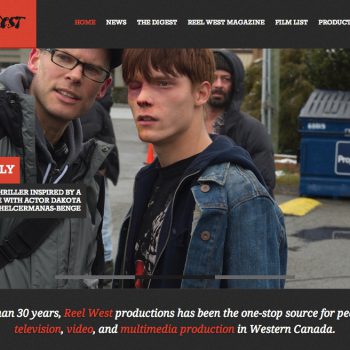 HOME NEWS THE DIGEST REEL WEST MAGAZINE FILM LIST PRODUCT
LY
HRILLER INSPIRED BY A
E WITH ACTOR DAKOTA
HELCERMANAS-BENGE
han 30 years, Reel West productions has been the one-stop source for pe
television, video, and multimedia production in Western Canada.